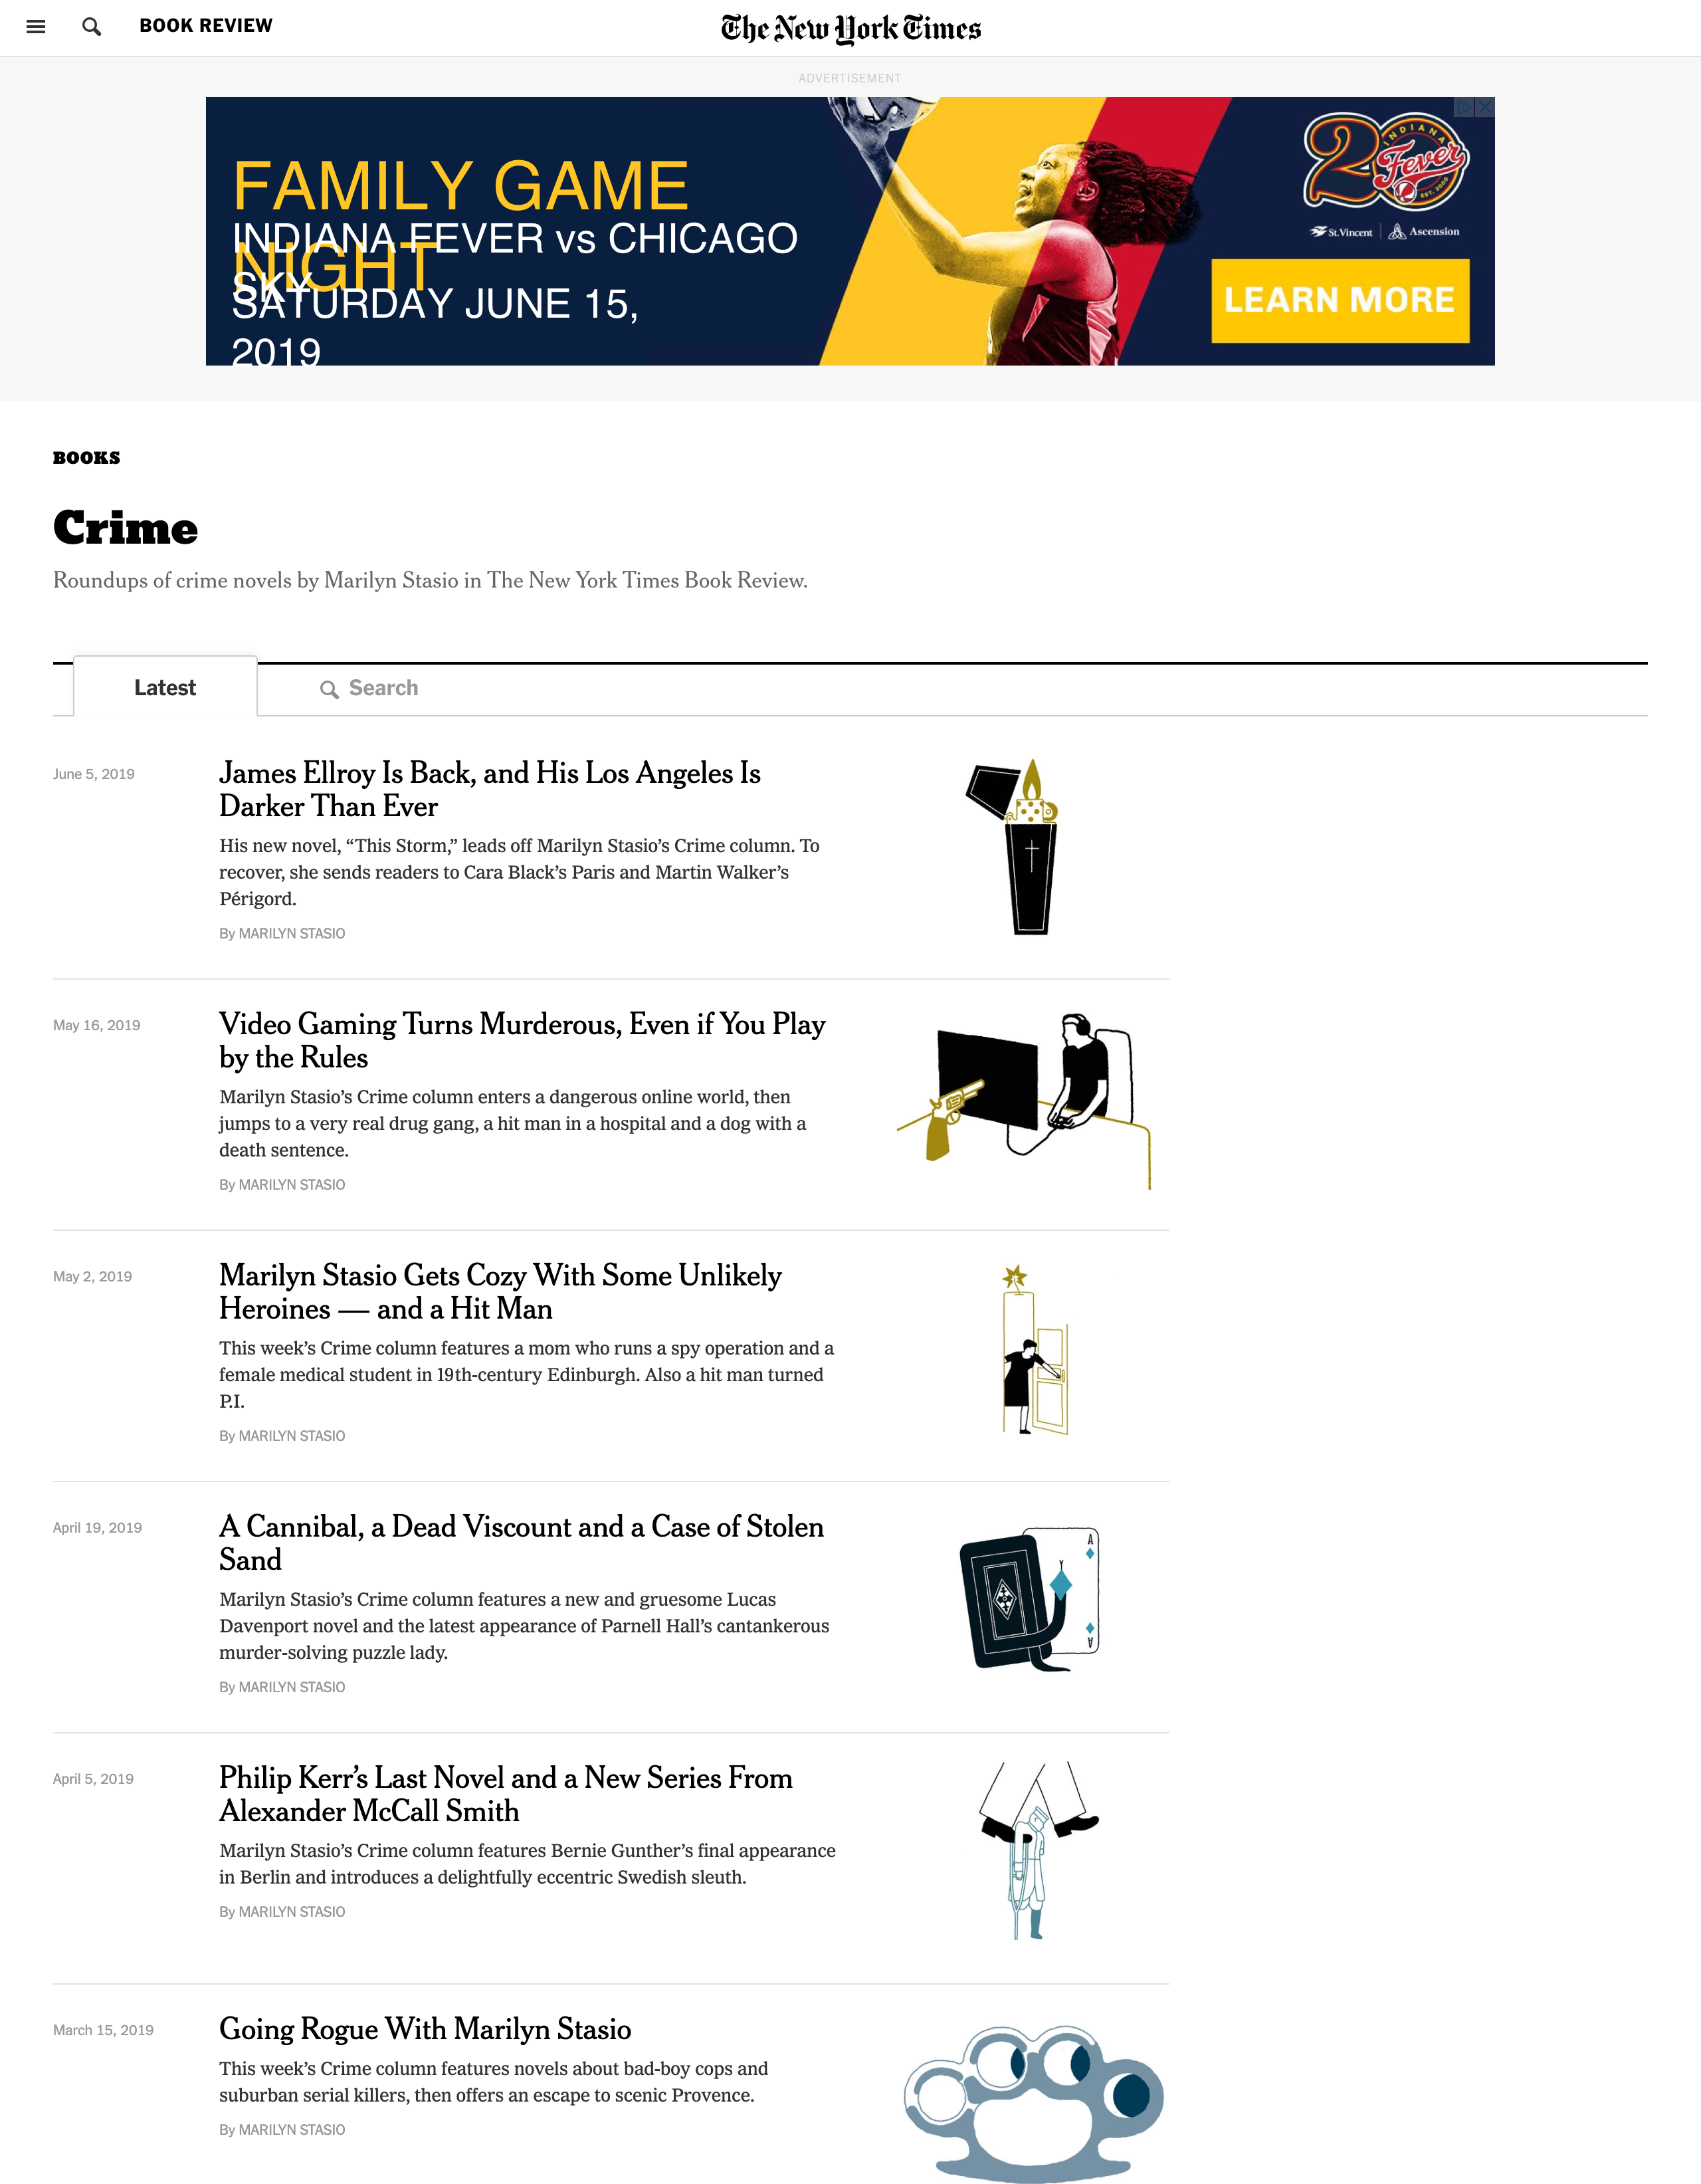 BOOK REVIEW
The New York Times
ADVERTISEMENT
FAMILY GAME
NIGHT
INDIANA FEVER vs CHICAGO
SKY
SATURDAY JUNE 15,
2019
20
INDIANA
Fever
EST. 2000
St.Vincent | Ascension
LEARN MORE
BOOKS
Crime
Roundups of crime novels by Marilyn Stasio in The New York Times Book Review.
Latest
Search
June 5, 2019
James Ellroy Is Back, and His Los Angeles Is
Darker Than Ever
His new novel, “This Storm,” leads off Marilyn Stasio’s Crime column. To
recover, she sends readers to Cara Black’s Paris and Martin Walker’s
Périgord.
By MARILYN STASIO
May 16, 2019
Video Gaming Turns Murderous, Even if You Play
by the Rules
Marilyn Stasio’s Crime column enters a dangerous online world, then
jumps to a very real drug gang, a hit man in a hospital and a dog with a
death sentence.
By MARILYN STASIO
May 2, 2019
Marilyn Stasio Gets Cozy With Some Unlikely
Heroines — and a Hit Man
This week’s Crime column features a mom who runs a spy operation and a
female medical student in 19th-century Edinburgh. Also a hit man turned
P.I.
By MARILYN STASIO
April 19, 2019
A Cannibal, a Dead Viscount and a Case of Stolen
Sand
Marilyn Stasio’s Crime column features a new and gruesome Lucas
Davenport novel and the latest appearance of Parnell Hall’s cantankerous
murder-solving puzzle lady.
By MARILYN STASIO
A
A
April 5, 2019
Philip Kerr’s Last Novel and a New Series From
Alexander McCall Smith
Marilyn Stasio’s Crime column features Bernie Gunther’s final appearance
in Berlin and introduces a delightfully eccentric Swedish sleuth.
By MARILYN STASIO
March 15, 2019
Going Rogue With Marilyn Stasio
This week’s Crime column features novels about bad-boy cops and
suburban serial killers, then offers an escape to scenic Provence.
By MARILYN STASIO